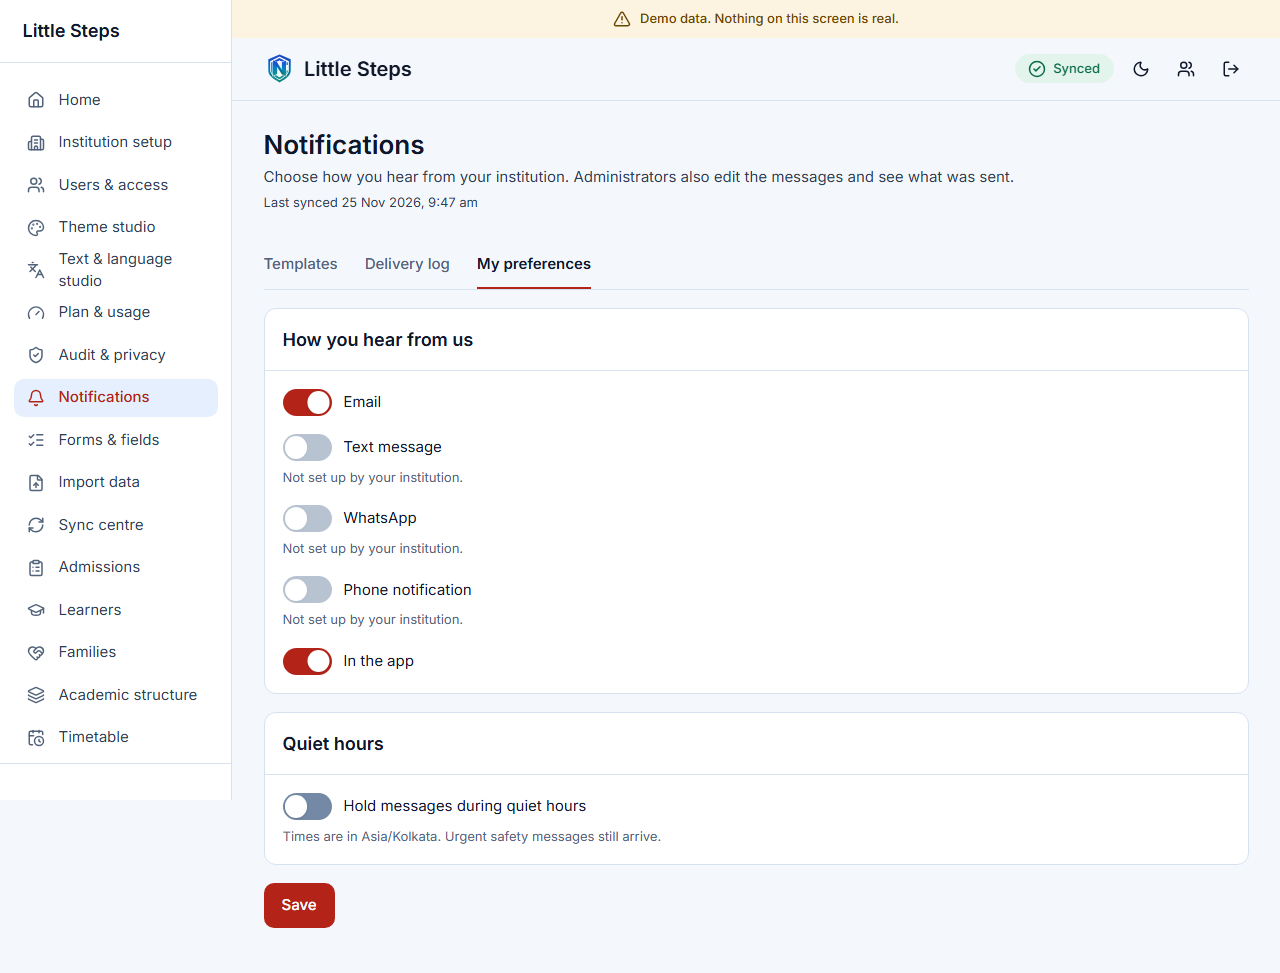 Little Steps
Home
Institution setup
Users & access
Theme studio
Text & language
studio
Plan & usage
Audit & privacy
Notifications
Forms & fields
Import data
Sync centre
Admissions
Learners
Families
Academic structure
Timetable
Demo data. Nothing on this screen is real.
Little Steps
Synced
Notifications
Choose how you hear from your institution. Administrators also edit the messages and see what was sent.
Last synced 25 Nov 2026, 9:47 am
Templates
Delivery log
My preferences
How you hear from us
Email
Text message
Not set up by your institution.
WhatsApp
Not set up by your institution.
Phone notification
Not set up by your institution.
In the app
Quiet hours
Hold messages during quiet hours
Times are in Asia/Kolkata. Urgent safety messages still arrive.
Save